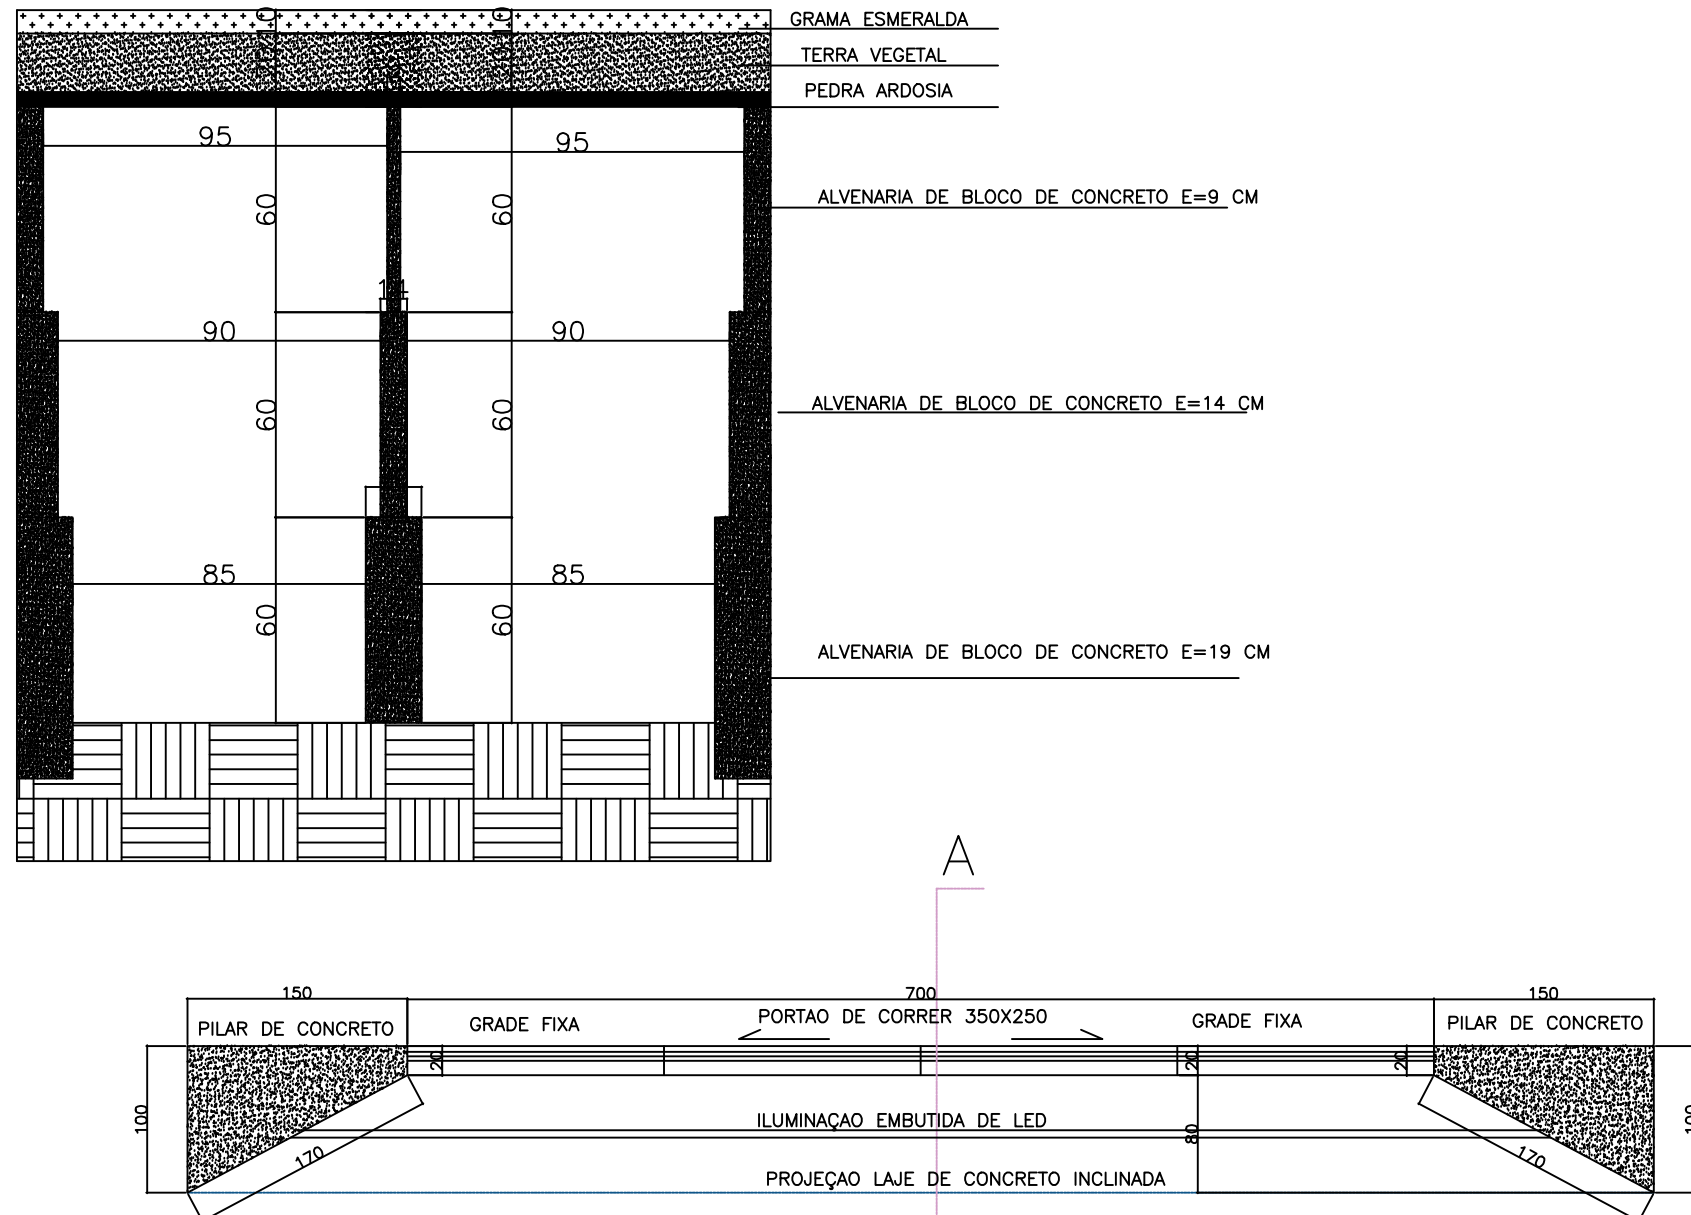 GRAMA ESMERALDA
TERRA VEGETAL
PEDRA ARDOSIA
95
95
60
60
ALVENARIA DE BLOCO DE CONCRETO E=9 CM
14
90
90
60
60
ALVENARIA DE BLOCO DE CONCRETO E=14 CM
85
85
60
60
ALVENARIA DE BLOCO DE CONCRETO E=19 CM
A
150
700
150
PILAR DE CONCRETO
GRADE FIXA
PORTAO DE CORRER 350X250
GRADE FIXA
PILAR DE CONCRETO
20
20
20
100
ILUMINAÇAO EMBUTIDA DE LED
80
100
170
170
PROJEÇAO LAJE DE CONCRETO INCLINADA